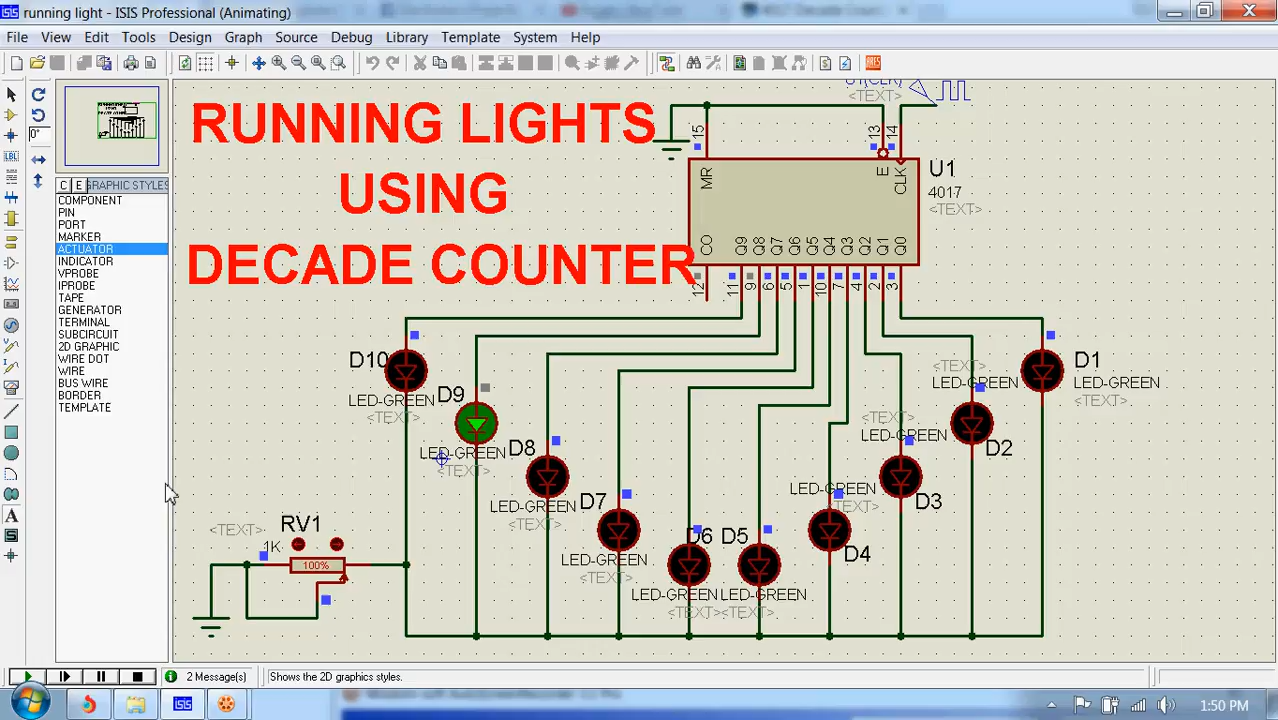 running light - ISIS Professional (Animating)
File View Edit Tools Design Graph Source Debug Library Template System Help
RUNNING LIGHTS
USING
DECADE COUNTER
0°
LBL
C E GRAPHIC STYLES
COMPONENT
PIN
PORT
MARKER
ACTUATOR
INDICATOR
VPROBE
IPROBE
TAPE
GENERATOR
TERMINAL
SUBCIRCUIT
2D GRAPHIC
WIRE DOT
WIRE
BUS WIRE
BORDER
TEMPLATE
<TEXT>
15 13 14
MR E CLK
U1
4017
<TEXT>
CO Q9 Q8 Q7 Q6 Q5 Q4 Q3 Q2 Q1 Q0
12 11 9 6 5 1 10 7 4 2 3
D10
LED-GREEN
<TEXT>
D9
LED-GREEN
<TEXT>
D8
LED-GREEN
<TEXT>
D7
LED-GREEN
<TEXT>
D6
LED-GREEN
<TEXT>
D5
LED-GREEN
<TEXT>
D4
LED-GREEN
<TEXT>
D3
LED-GREEN
<TEXT>
D2
LED-GREEN
<TEXT>
D1
LED-GREEN
<TEXT>
RV1
<TEXT>
1K
100%
2 Message(s)
Shows the 2D graphics styles.
ISIS
1:50 PM